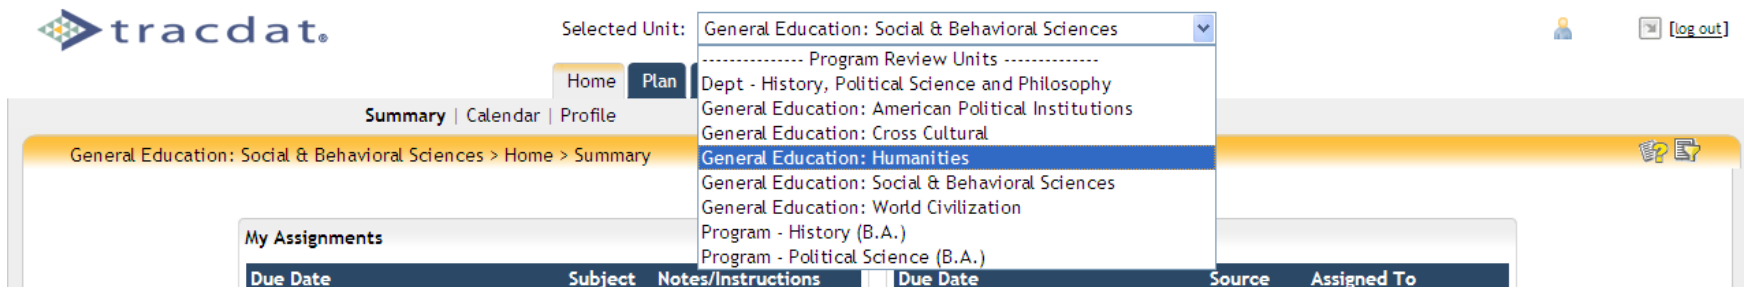 tracdat®
Selected Unit: General Education: Social & Behavioral Sciences
[log out]
--------------- Program Review Units --------------
Dept - History, Political Science and Philosophy
General Education: American Political Institutions
General Education: Cross Cultural
General Education: Humanities
General Education: Social & Behavioral Sciences
General Education: World Civilization
Program - History (B.A.)
Program - Political Science (B.A.)
Home Plan
Summary | Calendar | Profile
General Education: Social & Behavioral Sciences > Home > Summary
My Assignments
Due Date Subject Notes/Instructions
Due Date Source Assigned To